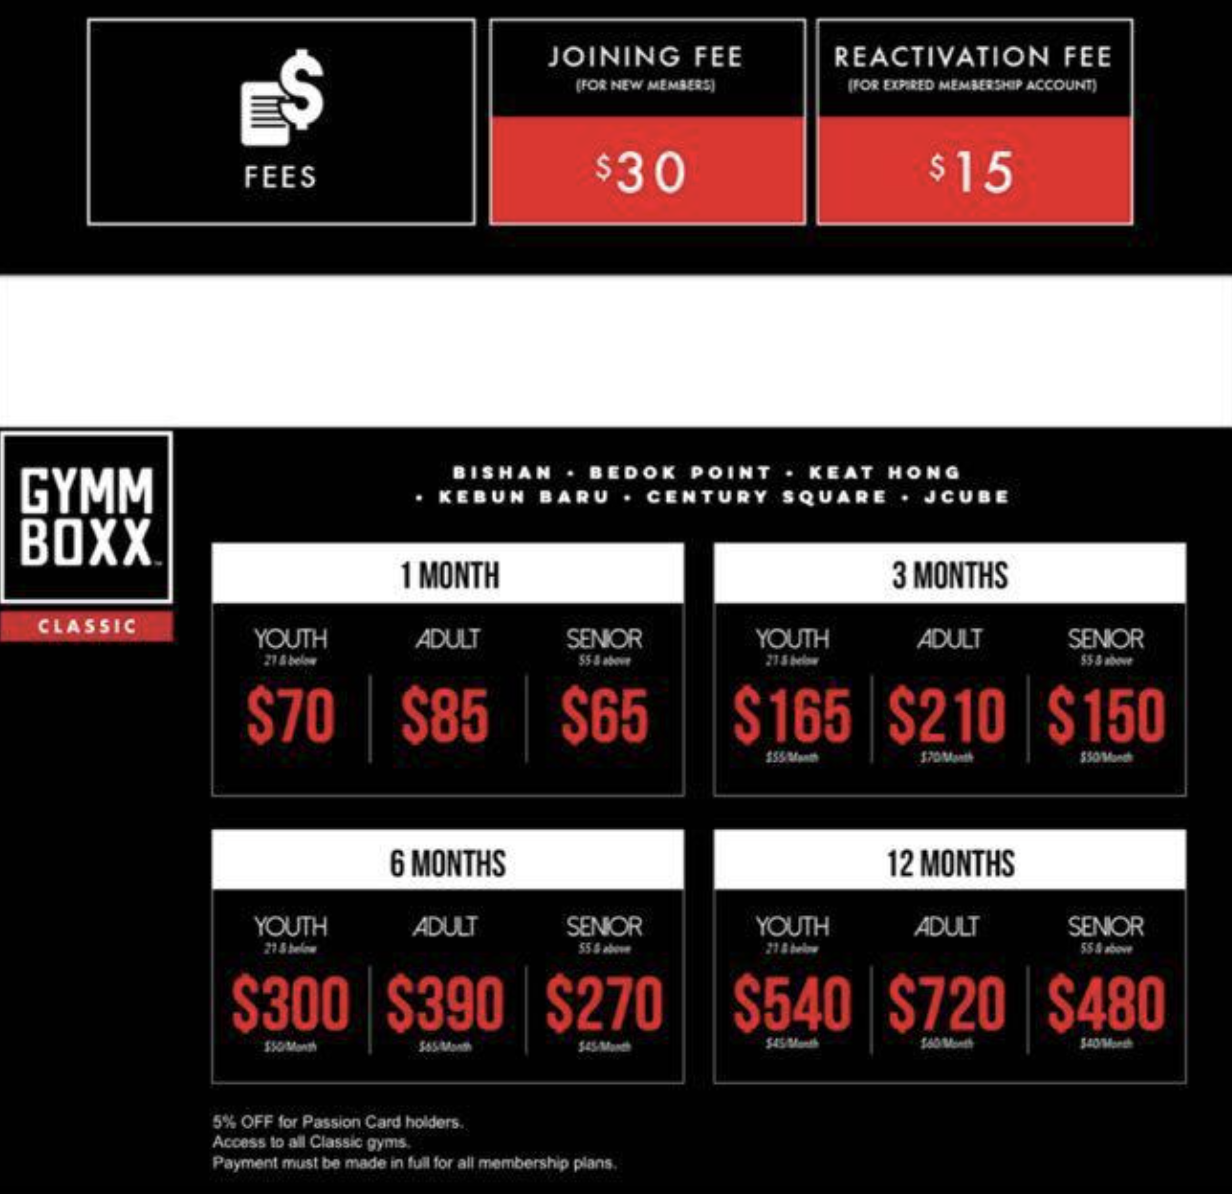 FEES
JOINING FEE
(FOR NEW MEMBERS)
$30
REACTIVATION FEE
(FOR EXPIRED MEMBERSHIP ACCOUNT)
$15
GYMM
BOXX™
CLASSIC
BISHAN • BEDOK POINT • KEAT HONG
• KEBUN BARU • CENTURY SQUARE • JCUBE
1 MONTH
YOUTH ADULT SENIOR
21 & below 55 & above
$70 $85 $65
3 MONTHS
YOUTH ADULT SENIOR
21 & below 55 & above
$165 $210 $150
$55/Month $70/Month $50/Month
6 MONTHS
YOUTH ADULT SENIOR
21 & below 55 & above
$300 $390 $270
$50/Month $65/Month $45/Month
12 MONTHS
YOUTH ADULT SENIOR
21 & below 55 & above
$540 $720 $480
$45/Month $60/Month $40/Month
5% OFF for Passion Card holders.
Access to all Classic gyms.
Payment must be made in full for all membership plans.